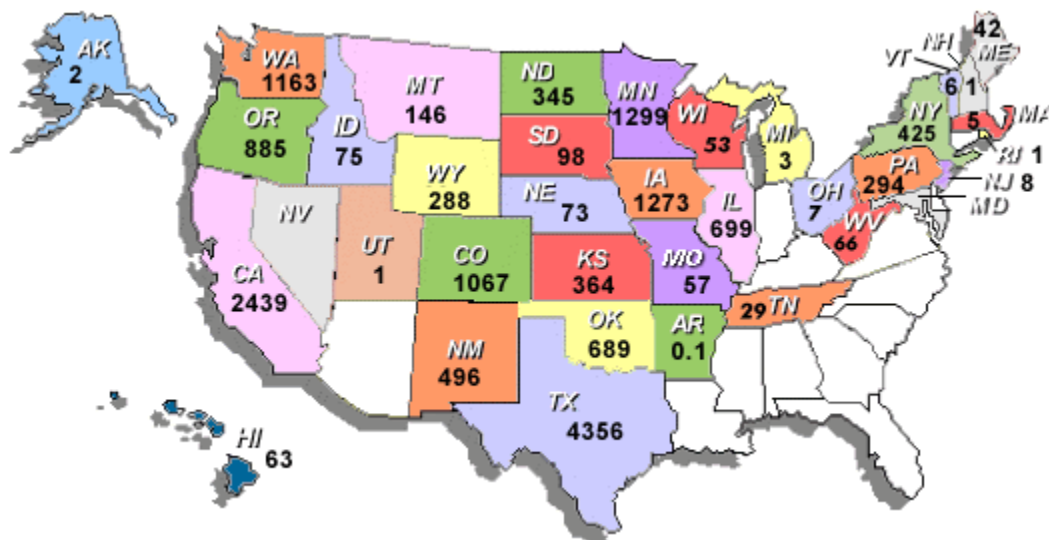 AK
2
WA
1163
OR
885
CA
2439
NV
ID
75
MT
146
WY
288
UT
1
CO
1067
NM
496
ND
345
SD
98
NE
73
KS
364
OK
689
TX
4356
MN
1299
IA
1273
MO
57
AR
0.1
WI
53
IL
699
MI
3
OH
7
TN
29
WV
66
PA
294
NY
425
VT
6
NH
1
ME
42
MA
5
RI 1
NJ 8
MD
HI
63